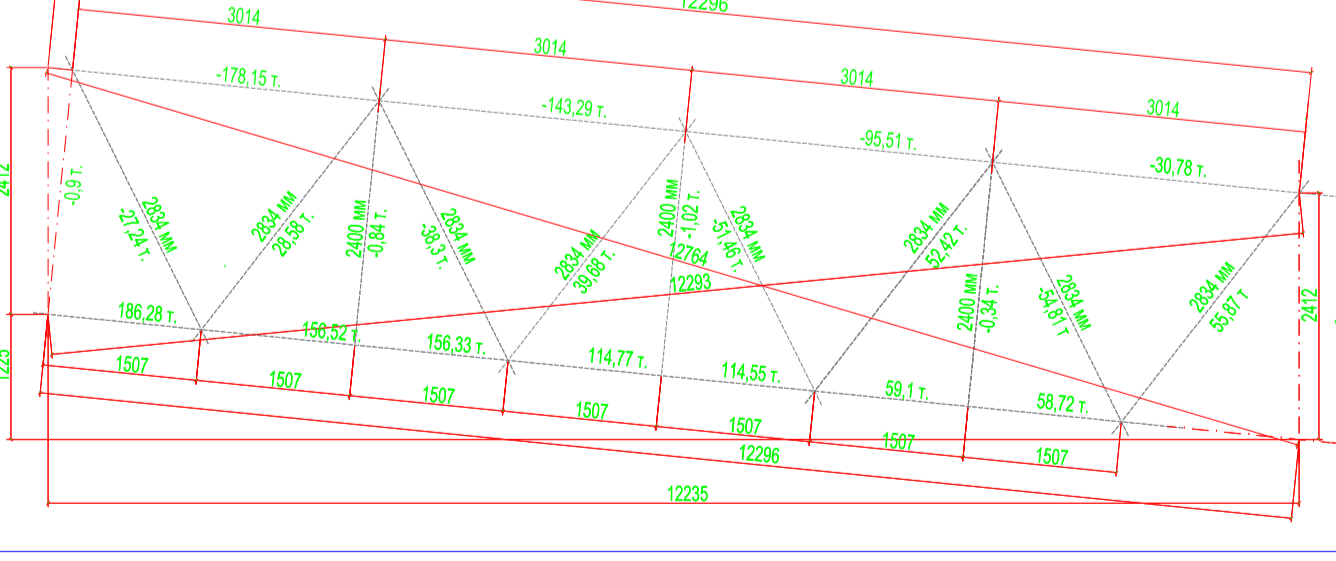 12296
3014
3014
3014
3014
-178,15 т.
-143,29 т.
-95,51 т.
-30,78 т.
2412
-0,9 т.
2834 мм
-27,24 т.
2834 мм
28,58 т.
2400 мм
-0,84 т.
2834 мм
-38,3 т.
2834 мм
39,68 т.
2400 мм
-1,02 т.
2834 мм
-51,46 т.
2834 мм
52,42 т.
2400 мм
-0,34 т.
2834 мм
-54,81 т
2834 мм
55,87 т
2412
12764
12293
186,28 т.
158,52 т.
156,33 т.
114,77 т.
114,55 т.
59,1 т.
58,72 т.
1225
1507
1507
1507
1507
1507
1507
1507
12296
12235